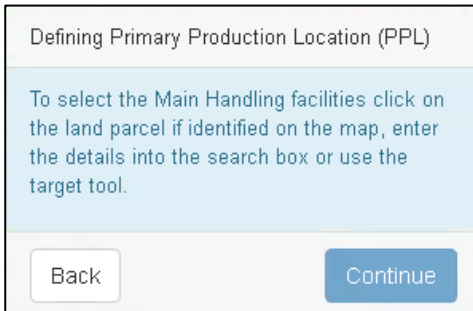 Defining Primary Production Location (PPL)
To select the Main Handling facilities click on
the land parcel if identified on the map, enter
the details into the search box or use the
target tool.
Back
Continue